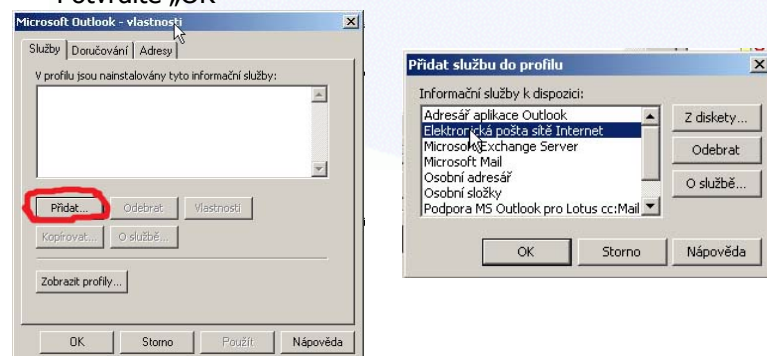 Potvrďte „OK
Microsoft Outlook - vlastnosti
Služby Doručování Adresy
V profilu jsou nainstalovány tyto informační služby:
Přidat... Odebrat Vlastnosti
Kopírovat... O službě...
Zobrazit profily...
OK Storno Použít Nápověda
Přidat službu do profilu
Informační služby k dispozici:
Adresář aplikace Outlook
Elektronická pošta sítě Internet
Microsoft Exchange Server
Microsoft Mail
Osobní adresář
Osobní složky
Podpora MS Outlook pro Lotus cc:Mail
Z diskety...
Odebrat
O službě...
OK Storno Nápověda